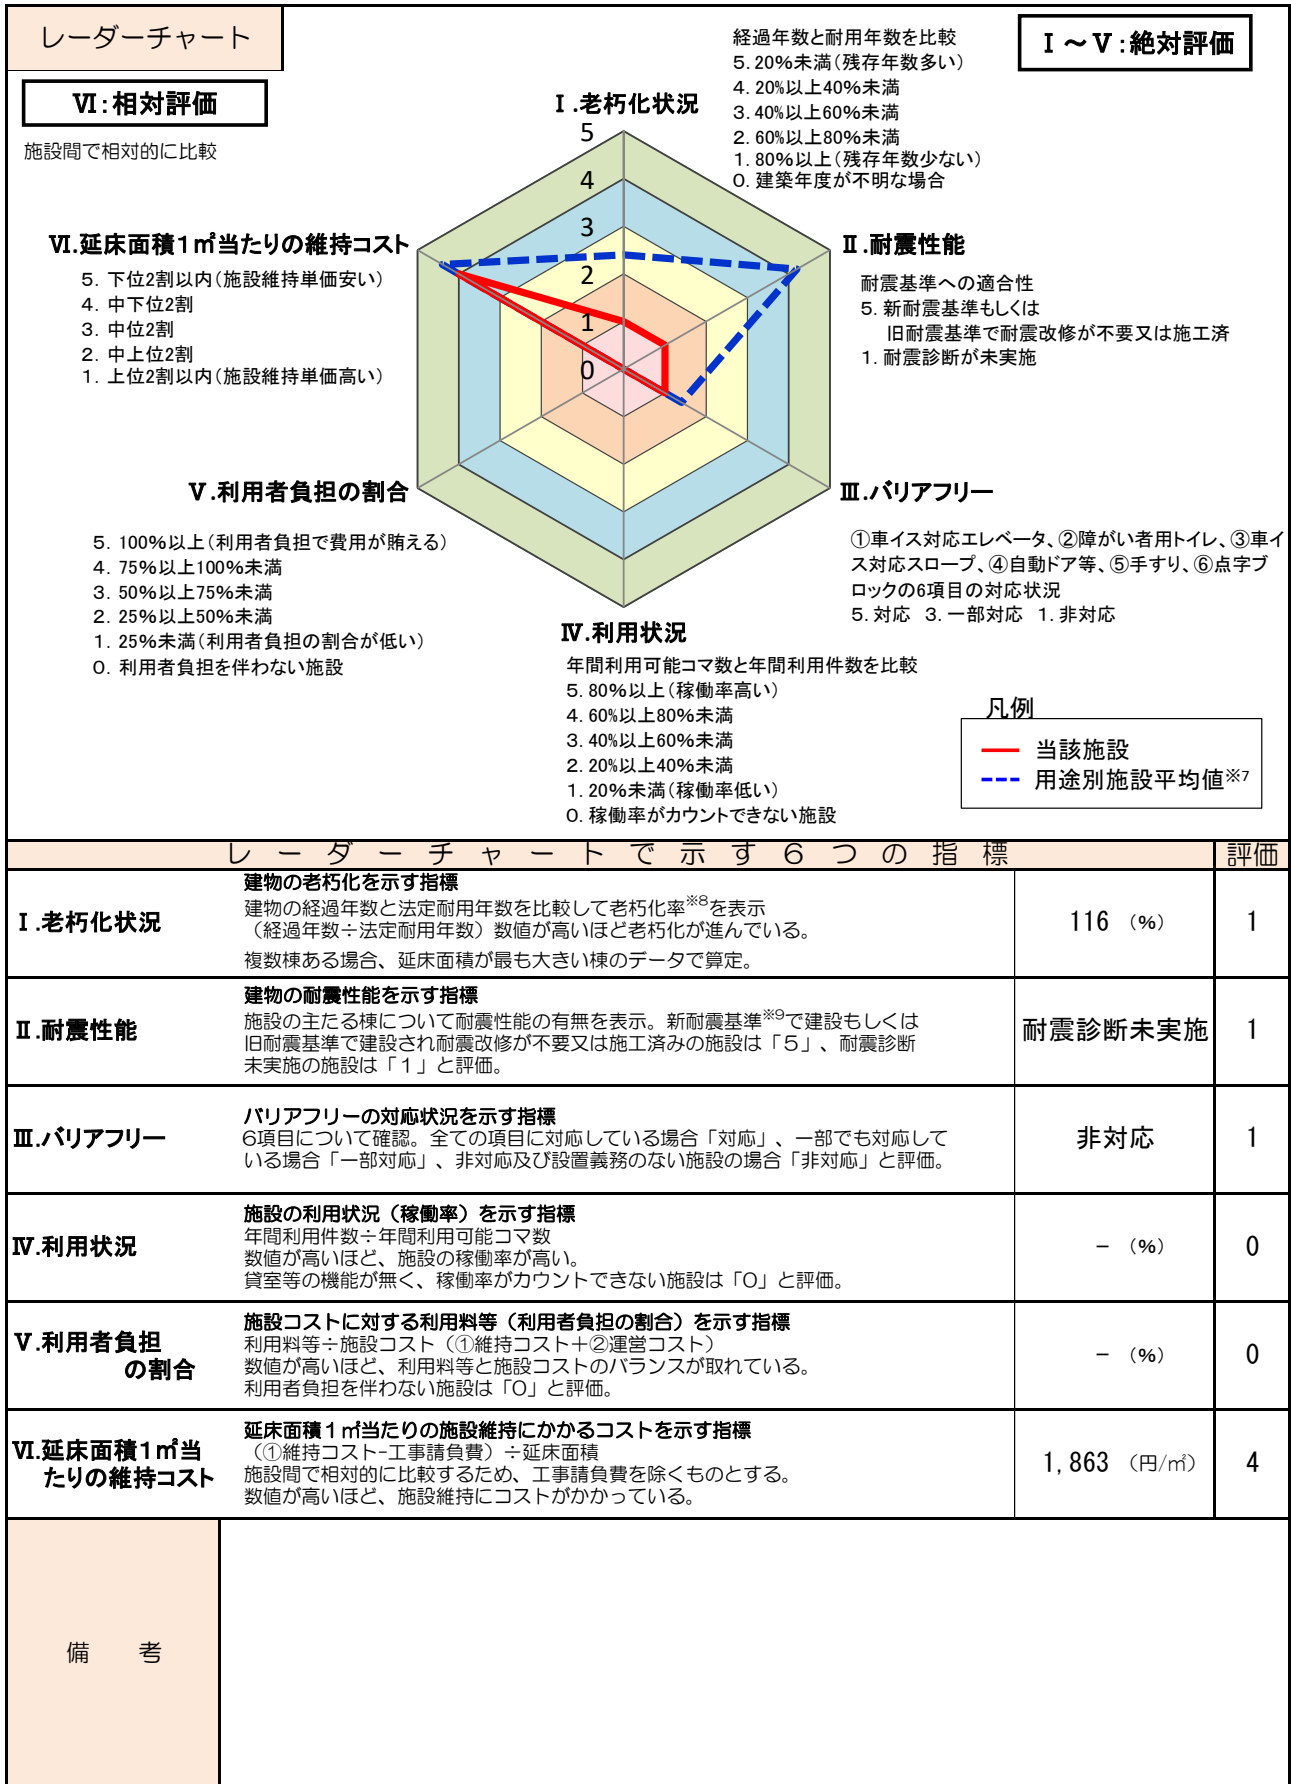 レーダーチャート
Ⅰ～Ⅴ:絶対評価
Ⅵ:相対評価
施設間で相対的に比較
Ⅰ.老朽化状況
経過年数と耐用年数を比較
5.20%未満(残存年数多い)
4.20%以上40%未満
3.40%以上60%未満
2.60%以上80%未満
1.80%以上(残存年数少ない)
0.建築年度が不明な場合
5
4
3
2
1
0
Ⅱ.耐震性能
耐震基準への適合性
5.新耐震基準もしくは
旧耐震基準で耐震改修が不要又は施工済
1.耐震診断が未実施
Ⅵ.延床面積1㎡当たりの維持コスト
5.下位2割以内(施設維持単価安い)
4.中下位2割
3.中位2割
2.中上位2割
1.上位2割以内(施設維持単価高い)
Ⅴ.利用者負担の割合
5.100%以上(利用者負担で費用が賄える)
4.75%以上100%未満
3.50%以上75%未満
2.25%以上50%未満
1.25%未満(利用者負担の割合が低い)
0.利用者負担を伴わない施設
Ⅲ.バリアフリー
①車イス対応エレベータ、②障がい者用トイレ、③車イ
ス対応スロープ、④自動ドア等、⑤手すり、⑥点字ブ
ロックの6項目の対応状況
5.対応 3.一部対応 1.非対応
Ⅳ.利用状況
年間利用可能コマ数と年間利用件数を比較
5.80%以上(稼働率高い)
4.60%以上80%未満
3.40%以上60%未満
2.20%以上40%未満
1.20%未満(稼働率低い)
0.稼働率がカウントできない施設
凡例
当該施設
用途別施設平均値※7
レーダーチャートで示す6つの指標 評価
Ⅰ.老朽化状況
建物の老朽化を示す指標
建物の経過年数と法定耐用年数を比較して老朽化率※8を表示
(経過年数÷法定耐用年数)数値が高いほど老朽化が進んでいる。
複数棟ある場合、延床面積が最も大きい棟のデータで算定。
116 (%) 1
Ⅱ.耐震性能
建物の耐震性能を示す指標
施設の主たる棟について耐震性能の有無を表示。新耐震基準※9で建設もしくは
旧耐震基準で建設され耐震改修が不要又は施工済みの施設は「5」、耐震診断
未実施の施設は「1」と評価。
耐震診断未実施 1
Ⅲ.バリアフリー
バリアフリーの対応状況を示す指標
6項目について確認。全ての項目に対応している場合「対応」、一部でも対応して
いる場合「一部対応」、非対応及び設置義務のない施設の場合「非対応」と評価。
非対応 1
Ⅳ.利用状況
施設の利用状況(稼働率)を示す指標
年間利用件数÷年間利用可能コマ数
数値が高いほど、施設の稼働率が高い。
貸室等の機能が無く、稼働率がカウントできない施設は「0」と評価。
－ (%) 0
Ⅴ.利用者負担
の割合
施設コストに対する利用料等(利用者負担の割合)を示す指標
利用料等÷施設コスト(①維持コスト+②運営コスト)
数値が高いほど、利用料等と施設コストのバランスが取れている。
利用者負担を伴わない施設は「0」と評価。
－ (%) 0
Ⅵ.延床面積1㎡当
たりの維持コスト
延床面積1㎡当たりの施設維持にかかるコストを示す指標
(①維持コスト-工事請負費)÷延床面積
施設間で相対的に比較するため、工事請負費を除くものとする。
数値が高いほど、施設維持にコストがかかっている。
1,863 (円/㎡) 4
備 考